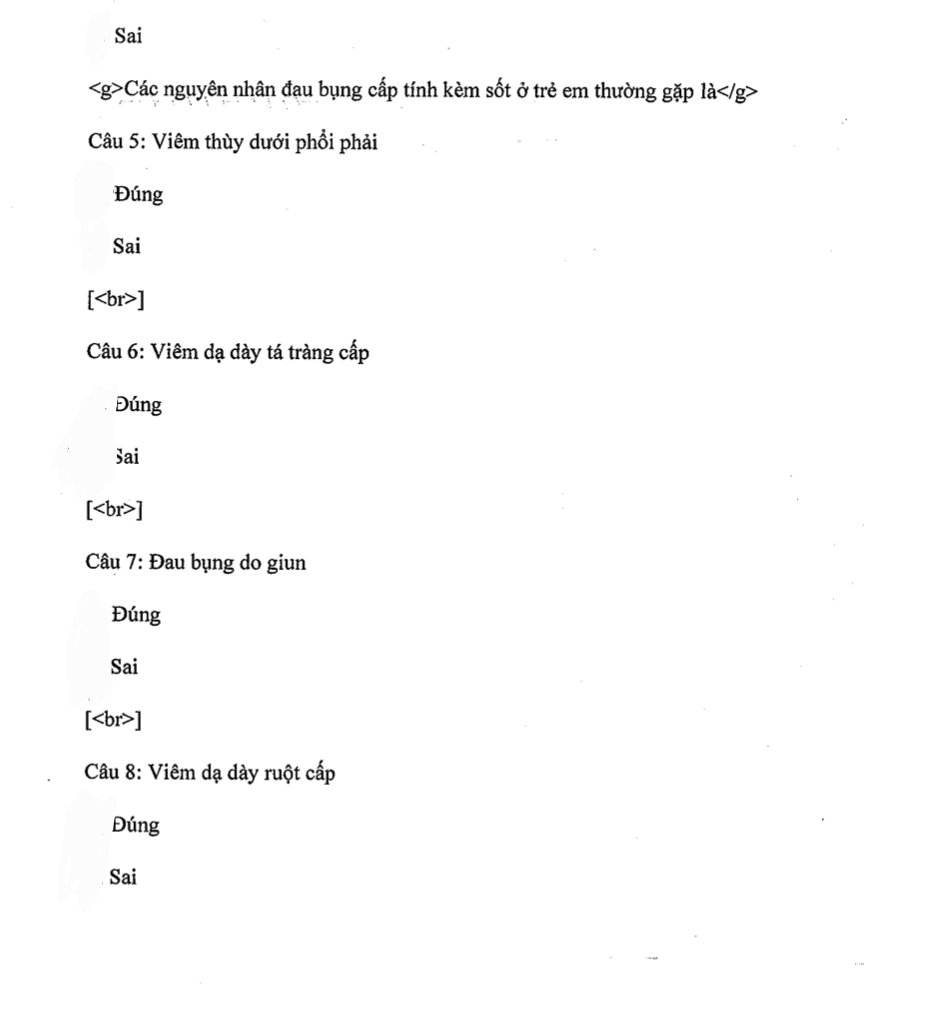 Sai
<g>Các nguyên nhân đau bụng cấp tính kèm sốt ở trẻ em thường gặp là</g>
Câu 5: Viêm thùy dưới phổi phải
Đúng
Sai
[<br>]
Câu 6: Viêm dạ dày tá tràng cấp
Đúng
Sai
[<br>]
Câu 7: Đau bụng do giun
Đúng
Sai
[<br>]
Câu 8: Viêm dạ dày ruột cấp
Đúng
Sai